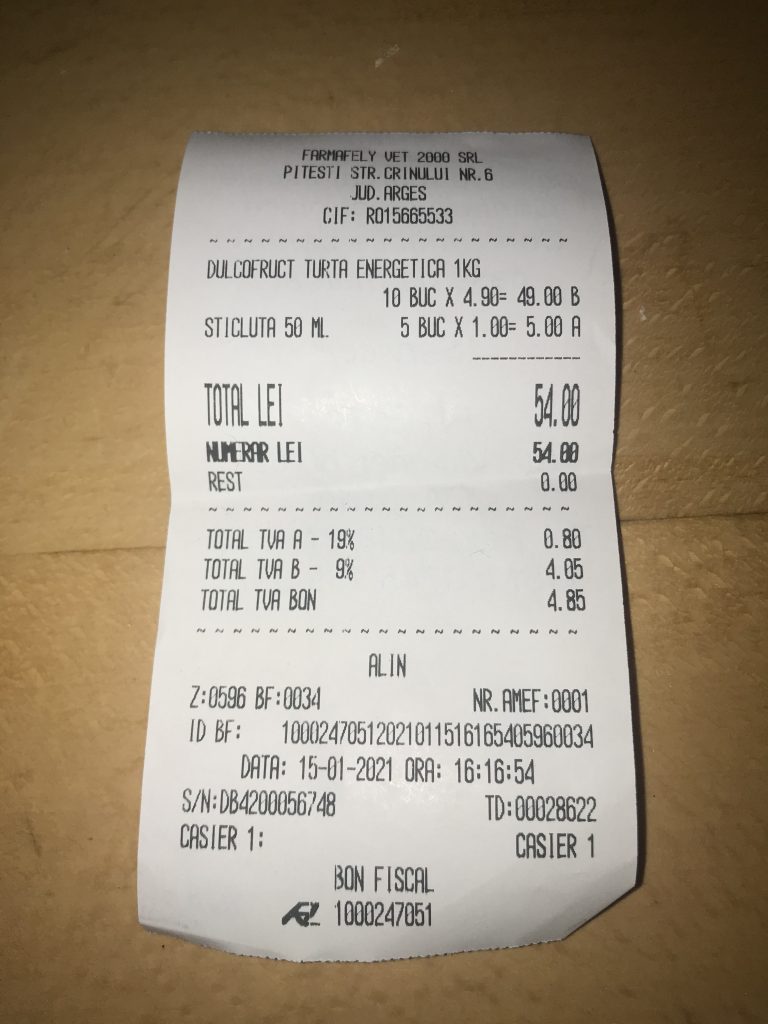 FARMAFELY VET 2000 SRL
PITESTI STR.CRINULUI NR.6
JUD.ARGES
CIF: RO15665533
~ ~ ~ ~ ~ ~ ~ ~ ~ ~ ~ ~ ~ ~ ~ ~ ~ ~ ~ ~ ~
DULCOFRUCT TURTA ENERGETICA 1KG
10 BUC X 4.90= 49.00 B
STICLUTA 50 ML 5 BUC X 1.00= 5.00 A
------------
TOTAL LEI 54.00
NUMERAR LEI 54.00
REST 0.00
~ ~ ~ ~ ~ ~ ~ ~ ~ ~ ~ ~ ~ ~ ~ ~ ~ ~ ~ ~ ~
TOTAL TVA A - 19% 0.80
TOTAL TVA B - 9% 4.05
TOTAL TVA BON 4.85
~ ~ ~ ~ ~ ~ ~ ~ ~ ~ ~ ~ ~ ~ ~ ~ ~ ~ ~ ~ ~
ALIN
Z:0596 BF:0034 NR.AMEF:0001
ID BF: 10002470512021011516165405960034
DATA: 15-01-2021 ORA: 16:16:54
S/N:DB4200056748 TD:00028622
CASIER 1: CASIER 1
BON FISCAL
1000247051